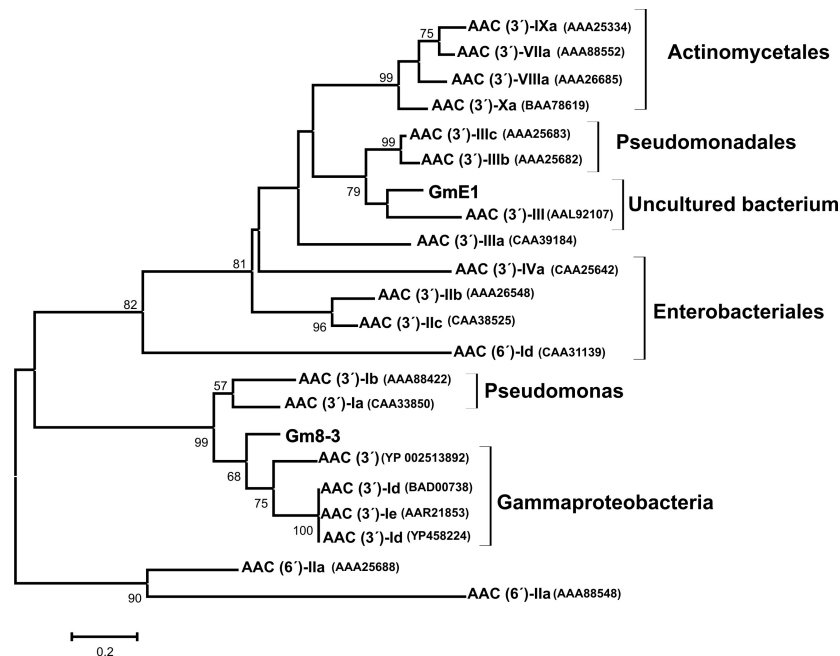 75
AAC (3´)-IXa (AAA25334)
AAC (3´)-VIIa (AAA88552)
Actinomycetales
99
AAC (3´)-VIIIa (AAA26685)
AAC (3´)-Xa (BAA78619)
99
AAC (3´)-IIIc (AAA25683)
Pseudomonadales
AAC (3´)-IIIb (AAA25682)
79
GmE1
Uncultured bacterium
AAC (3´)-III (AAL92107)
AAC (3´)-IIIa (CAA39184)
81
AAC (3´)-IVa (CAA25642)
AAC (3´)-IIb (AAA26548)
82
Enterobacteriales
96
AAC (3´)-IIc (CAA38525)
AAC (6´)-Id (CAA31139)
57
AAC (3´)-Ib (AAA88422)
Pseudomonas
AAC (3´)-Ia (CAA33850)
99
Gm8-3
68
AAC (3´) (YP 002513892)
75
AAC (3´)-Id (BAD00738)
Gammaproteobacteria
AAC (3´)-Ie (AAR21853)
100
AAC (3´)-Id (YP458224)
AAC (6´)-IIa (AAA25688)
90
AAC (6´)-IIa (AAA88548)
0.2